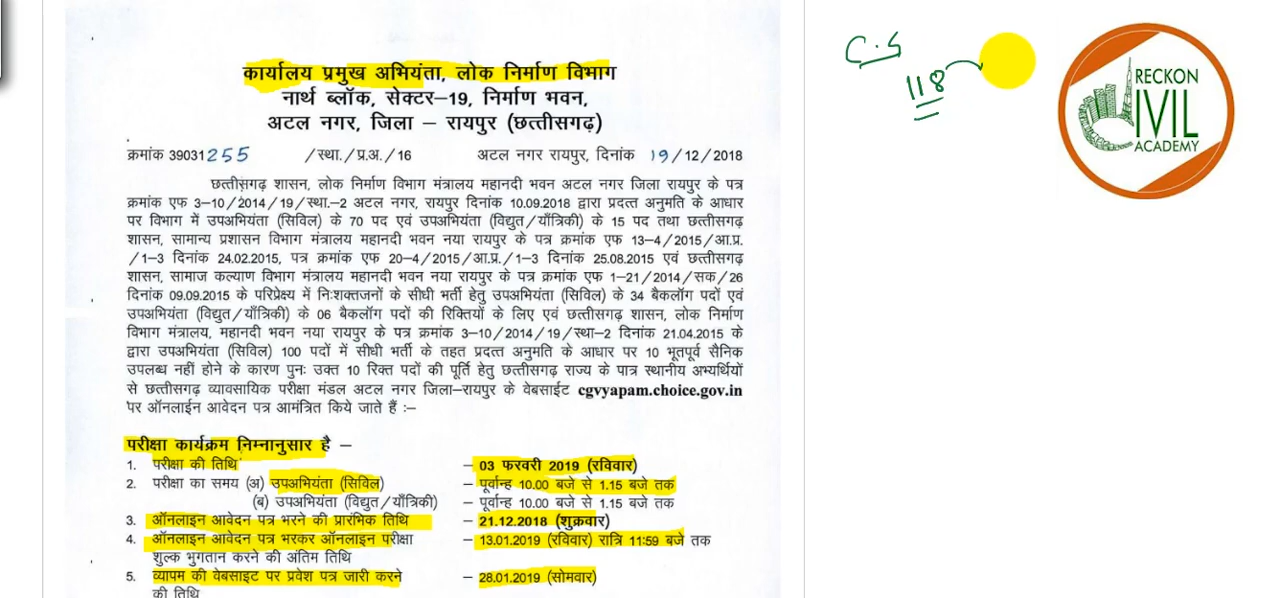 कार्यालय प्रमुख अभियंता, लोक निर्माण विभाग
नार्थ ब्लॉक, सेक्टर–19, निर्माण भवन,
अटल नगर, जिला – रायपुर (छत्तीसगढ़)
क्रमांक 39031255 /स्था./प्र.अ./16 अटल नगर रायपुर, दिनांक 19/12/2018
छत्तीसगढ़ शासन, लोक निर्माण विभाग मंत्रालय महानदी भवन अटल नगर जिला रायपुर के पत्र
क्रमांक एफ 3–10/2014/19/स्था.–2 अटल नगर, रायपुर दिनांक 10.09.2018 द्वारा प्रदत्त अनुमति के आधार
पर विभाग में उपअभियंता (सिविल) के 70 पद एवं उपअभियंता (विद्युत/यॉंत्रिकी) के 15 पद तथा छत्तीसगढ़
शासन, सामान्य प्रशासन विभाग मंत्रालय महानदी भवन नया रायपुर के पत्र क्रमांक एफ 13–4/2015/आ.प्र.
/1–3 दिनांक 24.02.2015, पत्र क्रमांक एफ 20–4/2015/आ.प्र./1–3 दिनांक 25.08.2015 एवं छत्तीसगढ़
शासन, सामाज कल्याण विभाग मंत्रालय महानदी भवन नया रायपुर के पत्र क्रमांक एफ 1–21/2014/सक/26
दिनांक 09.09.2015 के परिप्रेक्ष्य में निःशक्तजनों के सीधी भर्ती हेतु उपअभियंता (सिविल) के 34 बैकलॉग पदों एवं
उपअभियंता (विद्युत/यॉंत्रिकी) के 06 बैकलॉग पदों की रिक्तियों के लिए एवं छत्तीसगढ़ शासन, लोक निर्माण
विभाग मंत्रालय, महानदी भवन नया रायपुर के पत्र क्रमांक 3–10/2014/19/स्था–2 दिनांक 21.04.2015 के
द्वारा उपअभियंता (सिविल) 100 पदों में सीधी भर्ती के तहत प्रदत्त अनुमति के आधार पर 10 भूतपूर्व सैनिक
उपलब्ध नहीं होने के कारण पुनः उक्त 10 रिक्त पदों की पूर्ति हेतु छत्तीसगढ़ राज्य के पात्र स्थानीय अभ्यर्थियों
से छत्तीसगढ़ व्यावसायिक परीक्षा मंडल अटल नगर जिला–रायपुर के वेबसाईट cgvyapam.choice.gov.in
पर ऑनलाईन आवेदन पत्र आमंत्रित किये जाते हैं :–
परीक्षा कार्यक्रम निम्नानुसार है –
1. परीक्षा की तिथि – 03 फरवरी 2019 (रविवार)
2. परीक्षा का समय (अ) उपअभियंता (सिविल) – पूर्वान्ह 10.00 बजे से 1.15 बजे तक
(ब) उपअभियंता (विद्युत/यॉंत्रिकी) – पूर्वान्ह 10.00 बजे से 1.15 बजे तक
3. ऑनलाइन आवेदन पत्र भरने की प्रारंभिक तिथि – 21.12.2018 (शुक्रवार)
4. ऑनलाइन आवेदन पत्र भरकर ऑनलाइन परीक्षा – 13.01.2019 (रविवार) रात्रि 11:59 बजे तक
शुल्क भुगतान करने की अंतिम तिथि
5. व्यापम की वेबसाइट पर प्रवेश पत्र जारी करने – 28.01.2019 (सोमवार)
की तिथि
C.S
118
RECKON
CIVIL
ACADEMY